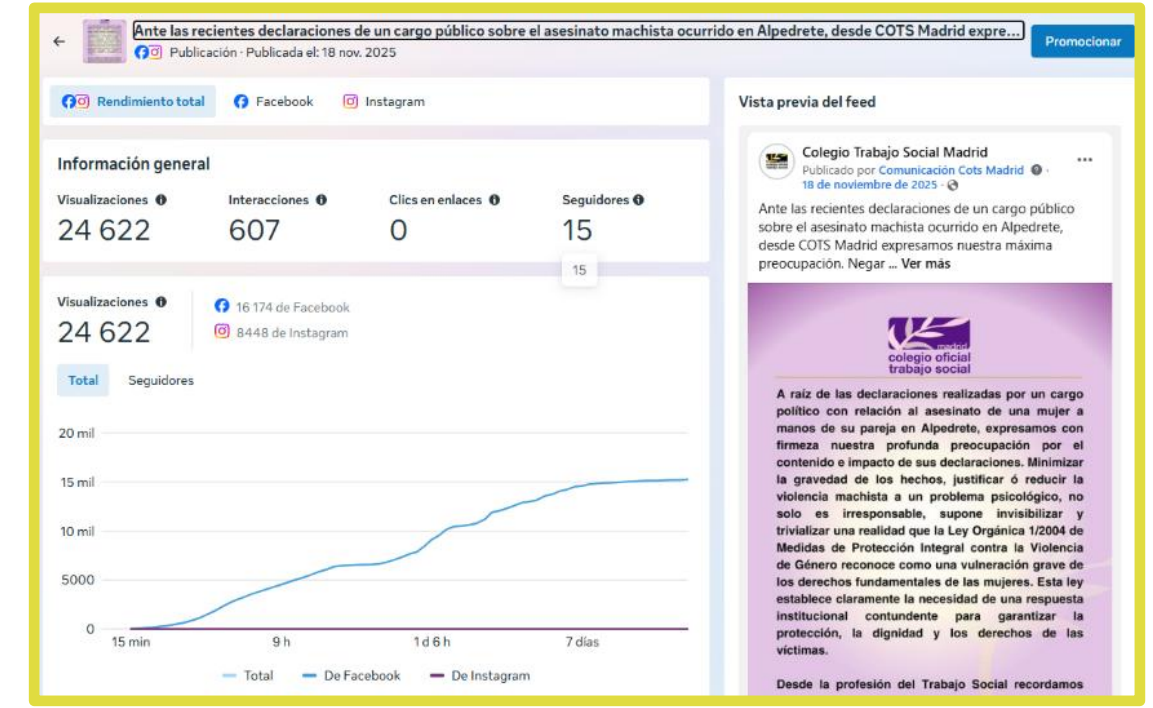 Ante las recientes declaraciones de un cargo público sobre el asesinato machista ocurrido en Alpedrete, desde COTS Madrid expre...
Publicación · Publicada el: 18 nov. 2025
Promocionar
Rendimiento total
Facebook
Instagram
Información general
Visualizaciones
Interacciones
Clics en enlaces
Seguidores
24 622
607
0
15
15
Visualizaciones
24 622
16 174 de Facebook
8448 de Instagram
Total
Seguidores
20 mil
15 mil
10 mil
5000
0
15 min
9 h
1 d 6 h
7 días
Total
De Facebook
De Instagram
Vista previa del feed
Colegio Trabajo Social Madrid
Publicado por Comunicación Cots Madrid
18 de noviembre de 2025 ·
Ante las recientes declaraciones de un cargo público
sobre el asesinato machista ocurrido en Alpedrete,
desde COTS Madrid expresamos nuestra máxima
preocupación. Negar ... Ver más
madrid
colegio oficial
trabajo social
A raíz de las declaraciones realizadas por un cargo
político con relación al asesinato de una mujer a
manos de su pareja en Alpedrete, expresamos con
firmeza nuestra profunda preocupación por el
contenido e impacto de sus declaraciones. Minimizar
la gravedad de los hechos, justificar ó reducir la
violencia machista a un problema psicológico, no
solo es irresponsable, supone invisibilizar y
trivializar una realidad que la Ley Orgánica 1/2004 de
Medidas de Protección Integral contra la Violencia
de Género reconoce como una vulneración grave de
los derechos fundamentales de las mujeres. Esta ley
establece claramente la necesidad de una respuesta
institucional contundente para garantizar la
protección, la dignidad y los derechos de las
víctimas.
Desde la profesión del Trabajo Social recordamos